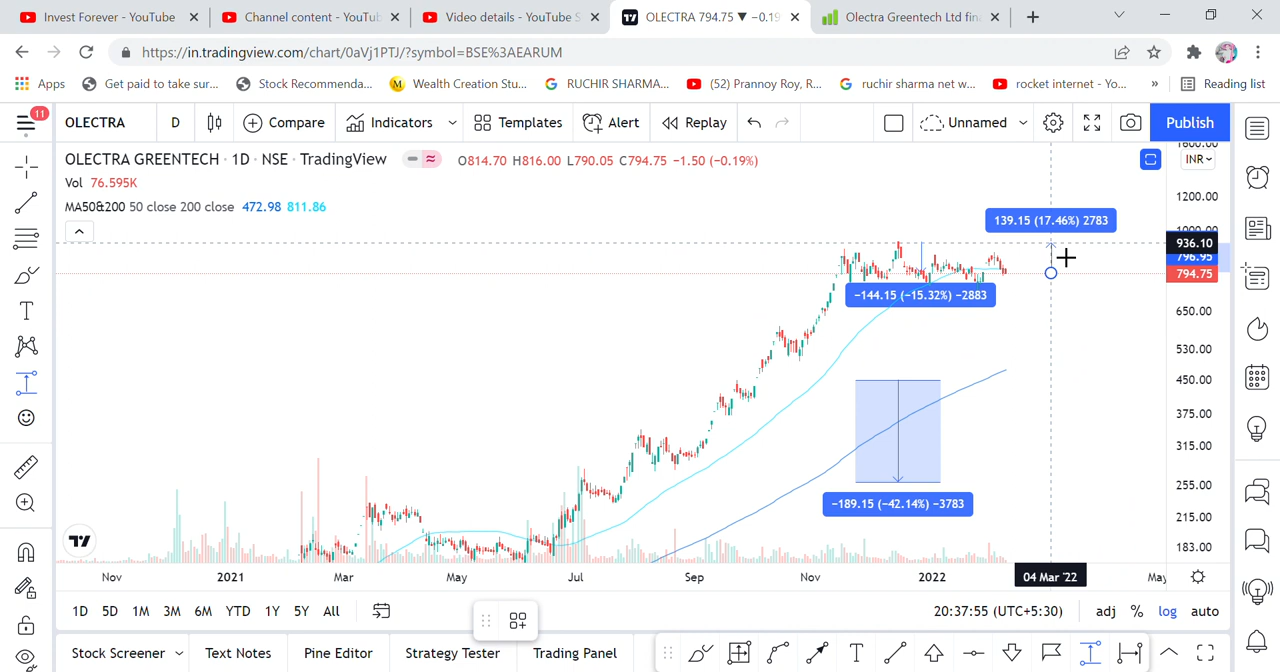 Invest Forever - YouTube
Channel content - YouTub
Video details - YouTube S
OLECTRA 794.75 ▼ −0.19
Olectra Greentech Ltd fin
https://in.tradingview.com/chart/0aVj1PTJ/?symbol=BSE%3AEARUM
Apps
Get paid to take sur...
Stock Recommenda...
Wealth Creation Stu...
RUCHIR SHARMA...
(52) Prannoy Roy, R...
ruchir sharma net w...
rocket internet - Yo...
»
Reading list
11
OLECTRA
D
Compare
Indicators
Templates
Alert
Replay
Unnamed
Publish
OLECTRA GREENTECH · 1D · NSE · TradingView
O814.70 H816.00 L790.05 C794.75 −1.50 (−0.19%)
INR
Vol 76.595K
MA50&200 50 close 200 close 472.98 811.86
1200.00
139.15 (17.46%) 2783
936.10
796.95
794.75
−144.15 (−15.32%) −2883
650.00
530.00
450.00
375.00
315.00
255.00
−189.15 (−42.14%) −3783
215.00
183.00
Nov
2021
Mar
May
Jul
Sep
Nov
2022
04 Mar '22
May
1D
5D
1M
3M
6M
YTD
1Y
5Y
All
20:37:55 (UTC+5:30)
adj
%
log
auto
Stock Screener
Text Notes
Pine Editor
Strategy Tester
Trading Panel